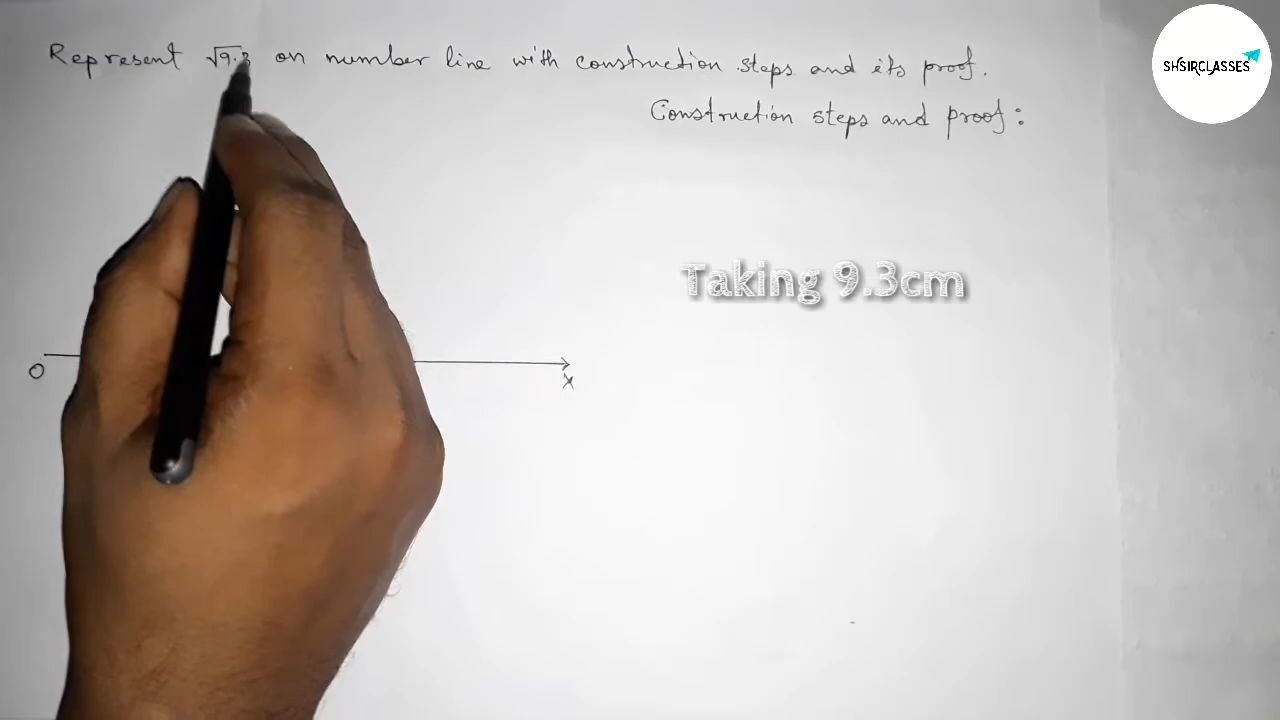 Represent √9.3 on number line with construction steps and its proof.
SHSIRCLASSES
Construction steps and proof:
Taking 9.3cm
O
X